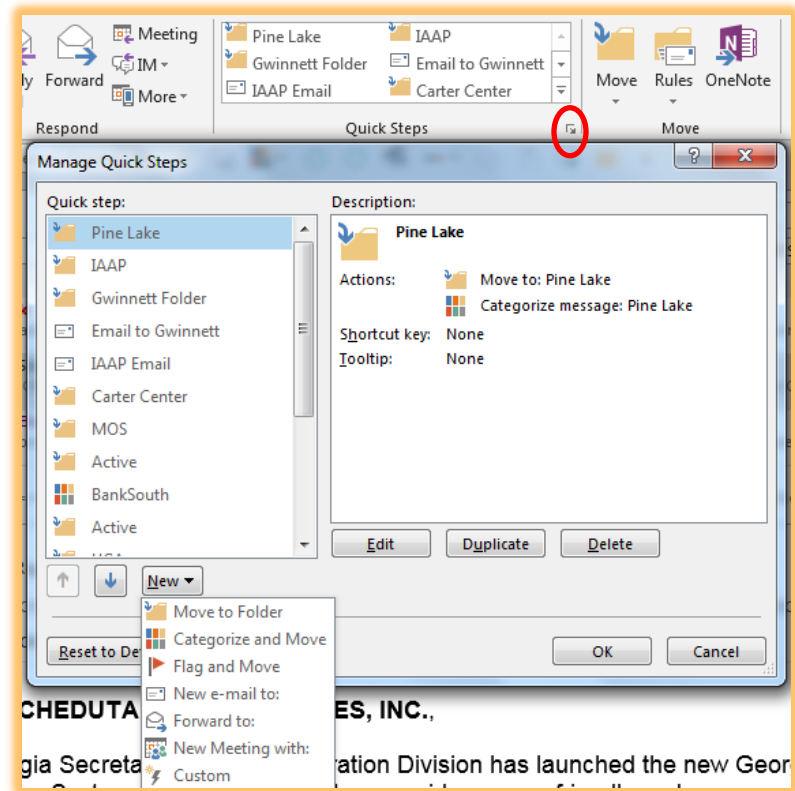 Meeting
IM
More
Forward
Respond
Pine Lake
IAAP
Gwinnett Folder
Email to Gwinnett
IAAP Email
Carter Center
Quick Steps
Move
Rules
OneNote
Move
Manage Quick Steps
?
X
Quick step:
Description:
Pine Lake
IAAP
Gwinnett Folder
Email to Gwinnett
IAAP Email
Carter Center
MOS
Active
BankSouth
Active
Pine Lake
Actions:
Move to: Pine Lake
Categorize message: Pine Lake
Shortcut key: None
Tooltip: None
Edit
Duplicate
Delete
New
Move to Folder
Categorize and Move
Flag and Move
New e-mail to:
Forward to:
New Meeting with:
Custom
Reset to De
OK
Cancel
CHEDUTA ES, INC.,
gia Secreta ration Division has launched the new Geor